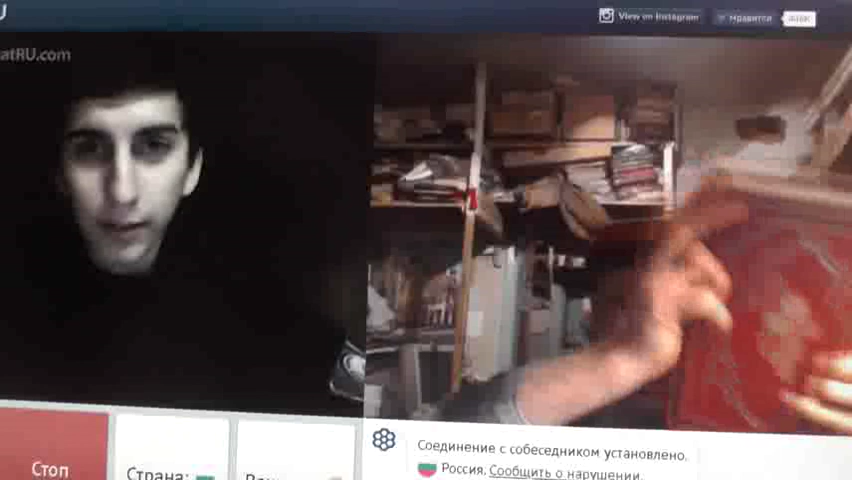 View on Instagram
нравится
atRU.com
Соединение с собеседником установлено.
Россия. Сообщить о нарушении.
Стоп
Страна: